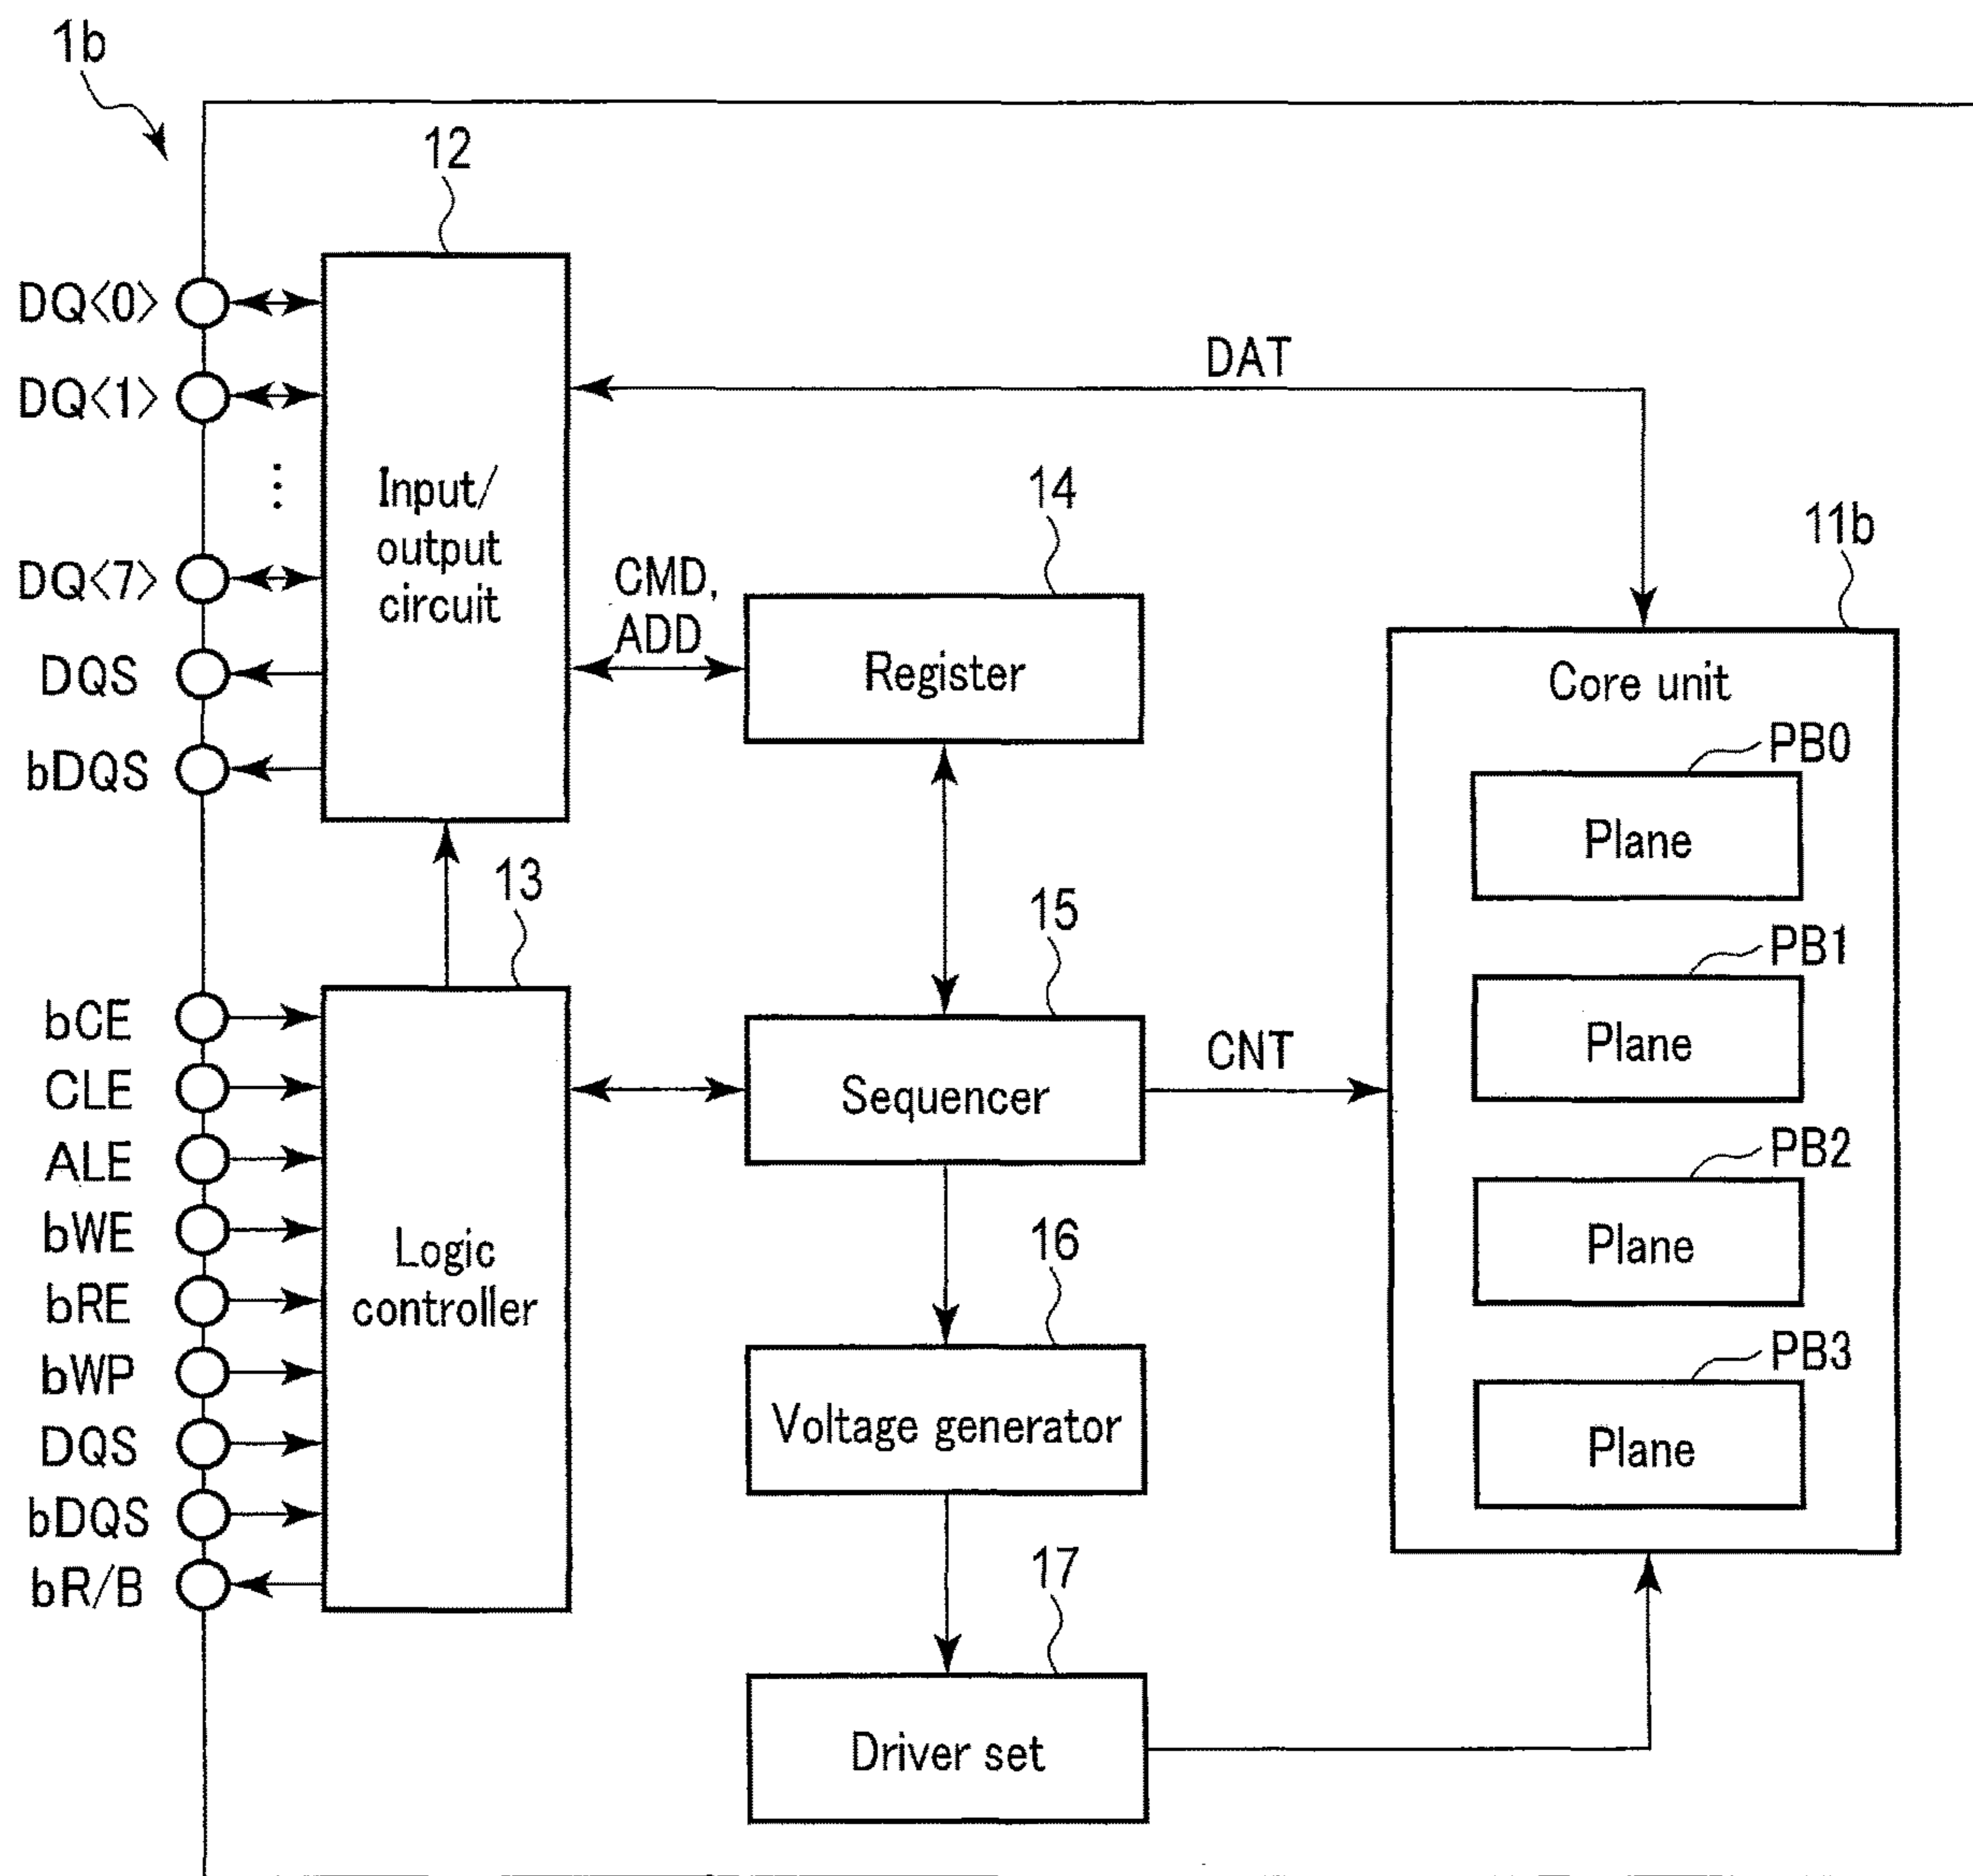 1b
12
DQ<0>
DQ<1>
⋮
DQ<7>
DQS
bDQS
Input/
output
circuit
DAT
CMD,
ADD
14
Register
11b
Core unit
PB0
Plane
PB1
Plane
PB2
Plane
PB3
Plane
13
bCE
CLE
ALE
bWE
bRE
bWP
DQS
bDQS
bR/B
Logic
controller
15
Sequencer
CNT
16
Voltage generator
17
Driver set